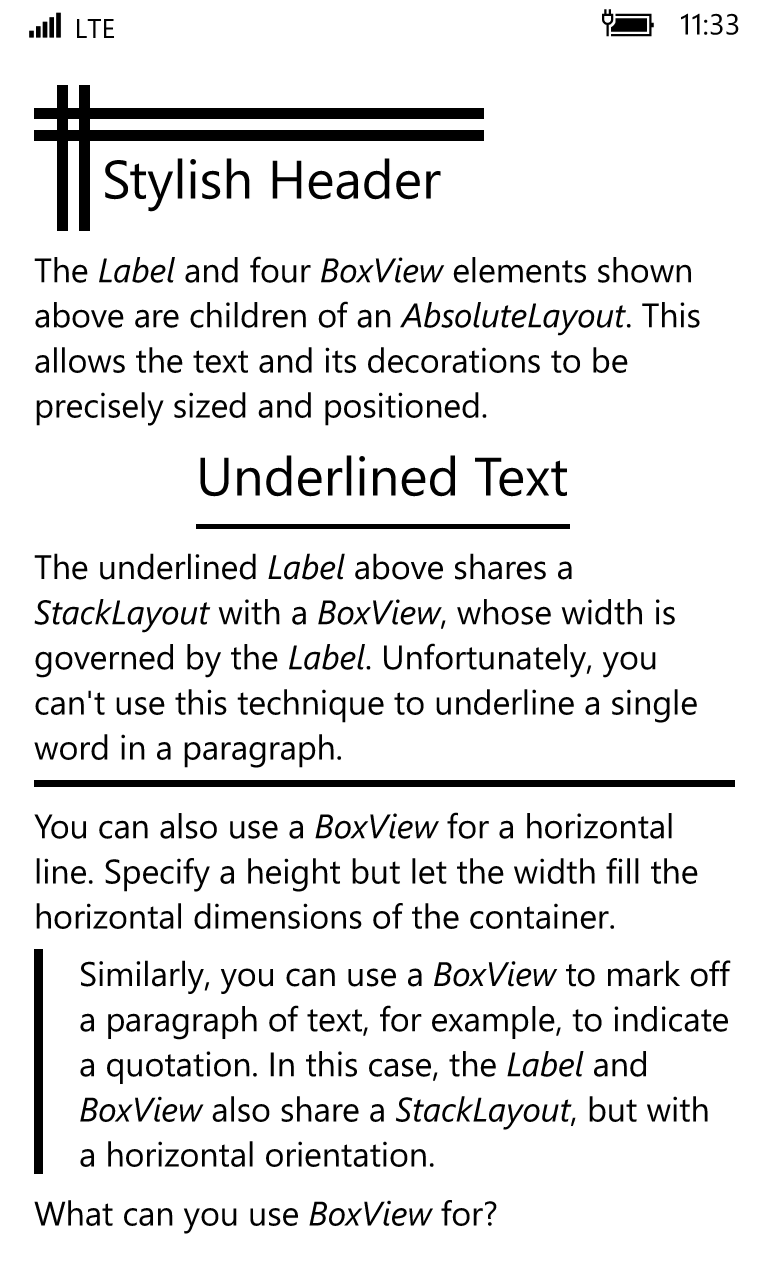 LTE 11:33
Stylish Header
The Label and four BoxView elements shown
above are children of an AbsoluteLayout. This
allows the text and its decorations to be
precisely sized and positioned.
Underlined Text
The underlined Label above shares a
StackLayout with a BoxView, whose width is
governed by the Label. Unfortunately, you
can't use this technique to underline a single
word in a paragraph.
You can also use a BoxView for a horizontal
line. Specify a height but let the width fill the
horizontal dimensions of the container.
Similarly, you can use a BoxView to mark off
a paragraph of text, for example, to indicate
a quotation. In this case, the Label and
BoxView also share a StackLayout, but with
a horizontal orientation.
What can you use BoxView for?